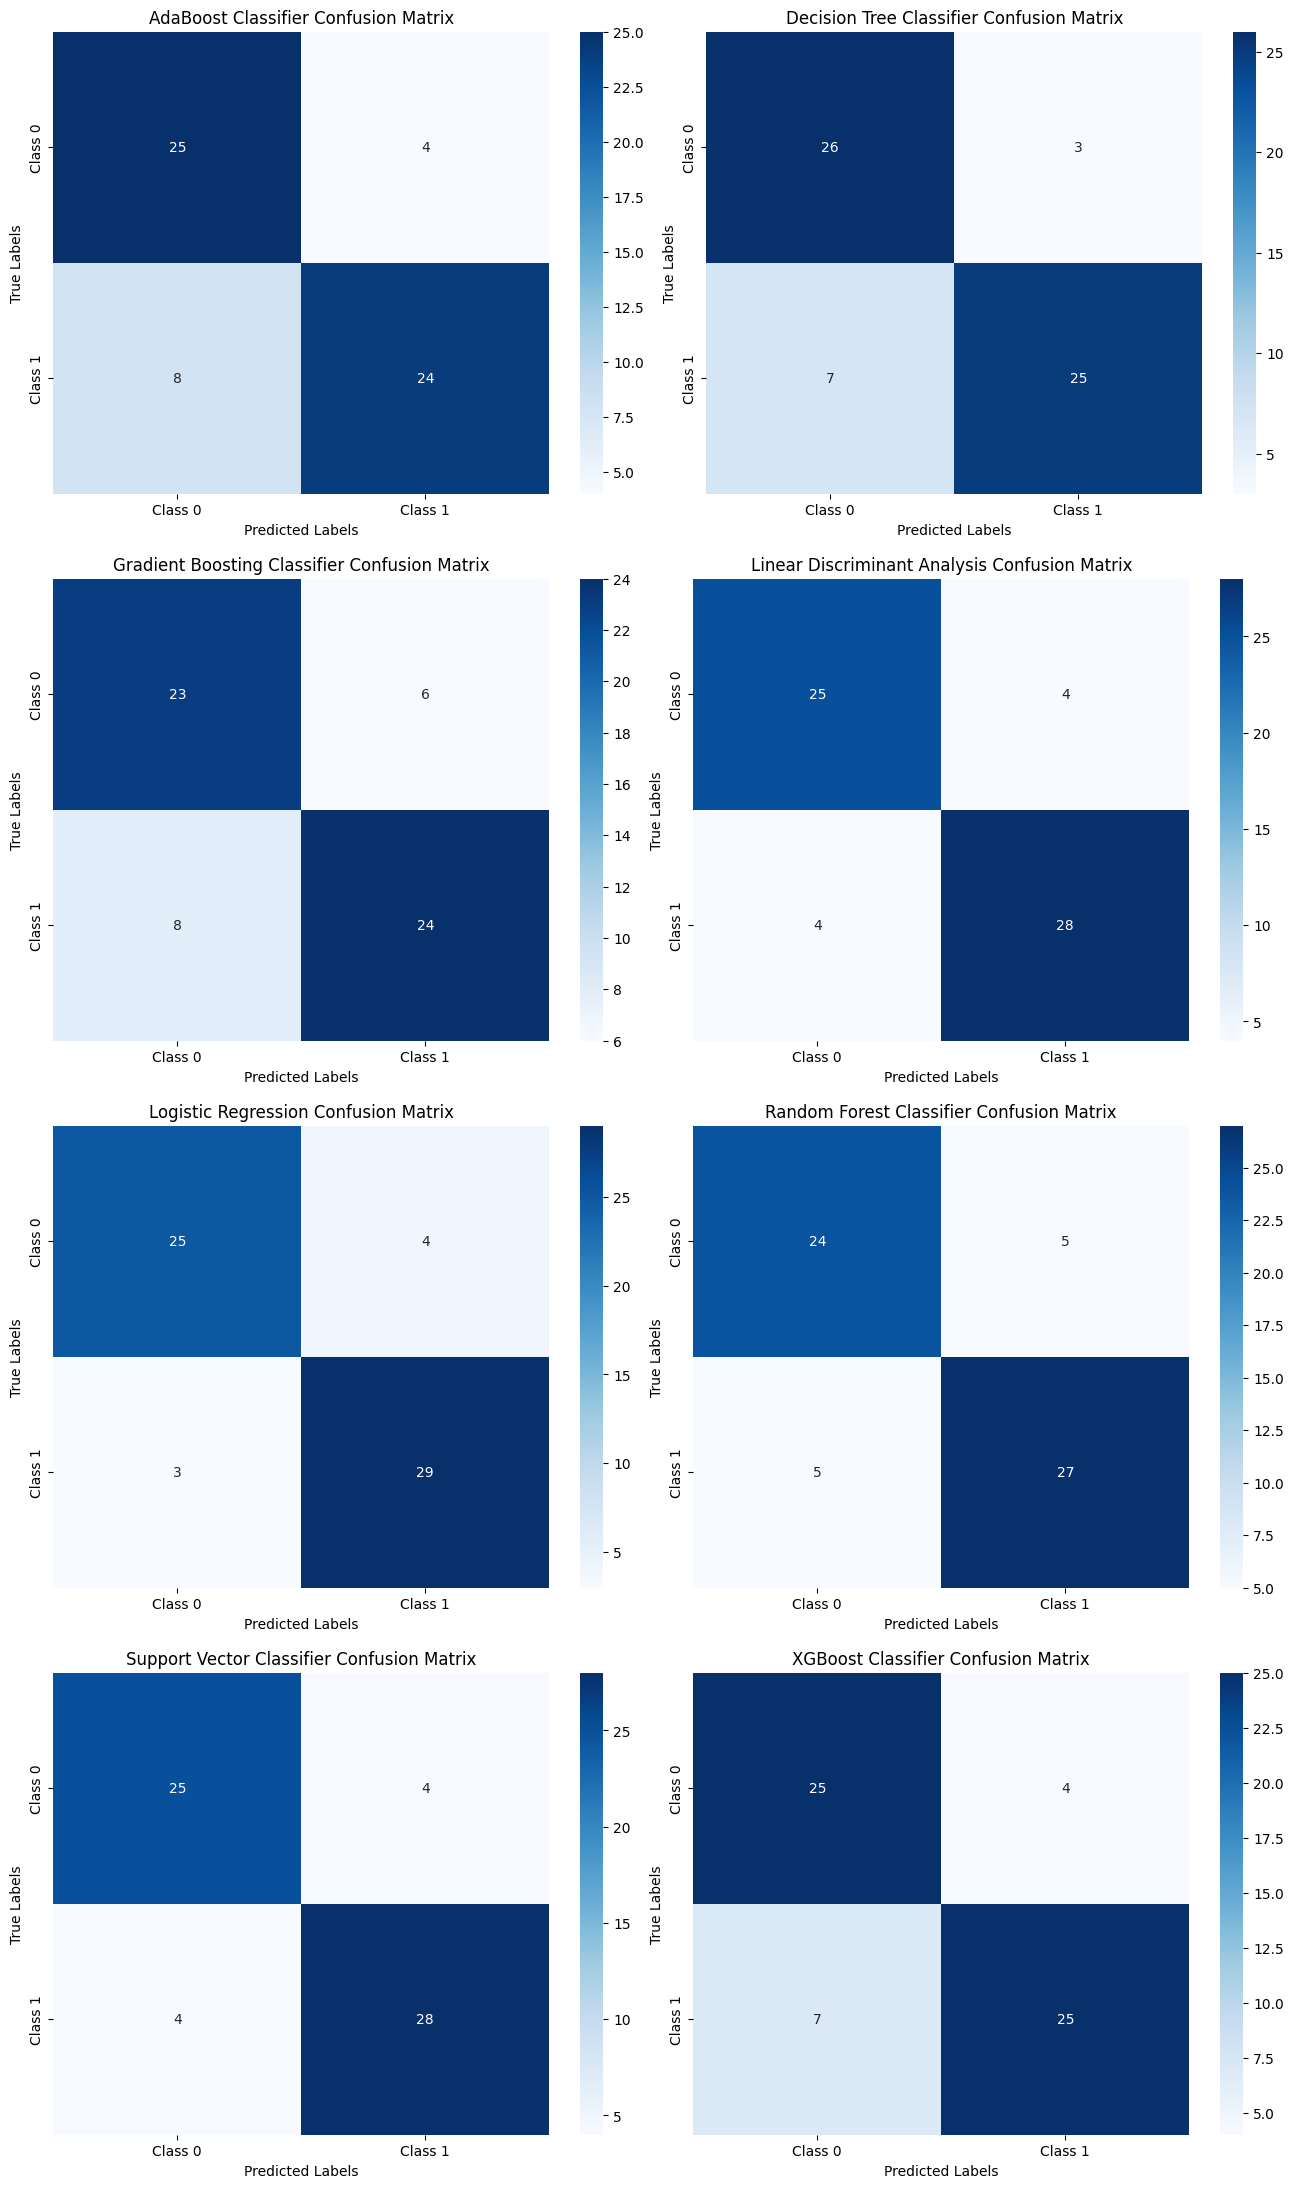 AdaBoost Classifier Confusion Matrix
True Labels
Class 0
Class 1
25 4
8 24
Class 0 Class 1
Predicted Labels
25.0
22.5
20.0
17.5
15.0
12.5
10.0
7.5
5.0
Decision Tree Classifier Confusion Matrix
True Labels
Class 0
Class 1
26 3
7 25
Class 0 Class 1
Predicted Labels
25
20
15
10
5
Gradient Boosting Classifier Confusion Matrix
True Labels
Class 0
Class 1
23 6
8 24
Class 0 Class 1
Predicted Labels
24
22
20
18
16
14
12
10
8
6
Linear Discriminant Analysis Confusion Matrix
True Labels
Class 0
Class 1
25 4
4 28
Class 0 Class 1
Predicted Labels
25
20
15
10
5
Logistic Regression Confusion Matrix
True Labels
Class 0
Class 1
25 4
3 29
Class 0 Class 1
Predicted Labels
25
20
15
10
5
Random Forest Classifier Confusion Matrix
True Labels
Class 0
Class 1
24 5
5 27
Class 0 Class 1
Predicted Labels
25.0
22.5
20.0
17.5
15.0
12.5
10.0
7.5
5.0
Support Vector Classifier Confusion Matrix
True Labels
Class 0
Class 1
25 4
4 28
Class 0 Class 1
Predicted Labels
25
20
15
10
5
XGBoost Classifier Confusion Matrix
True Labels
Class 0
Class 1
25 4
7 25
Class 0 Class 1
Predicted Labels
25.0
22.5
20.0
17.5
15.0
12.5
10.0
7.5
5.0